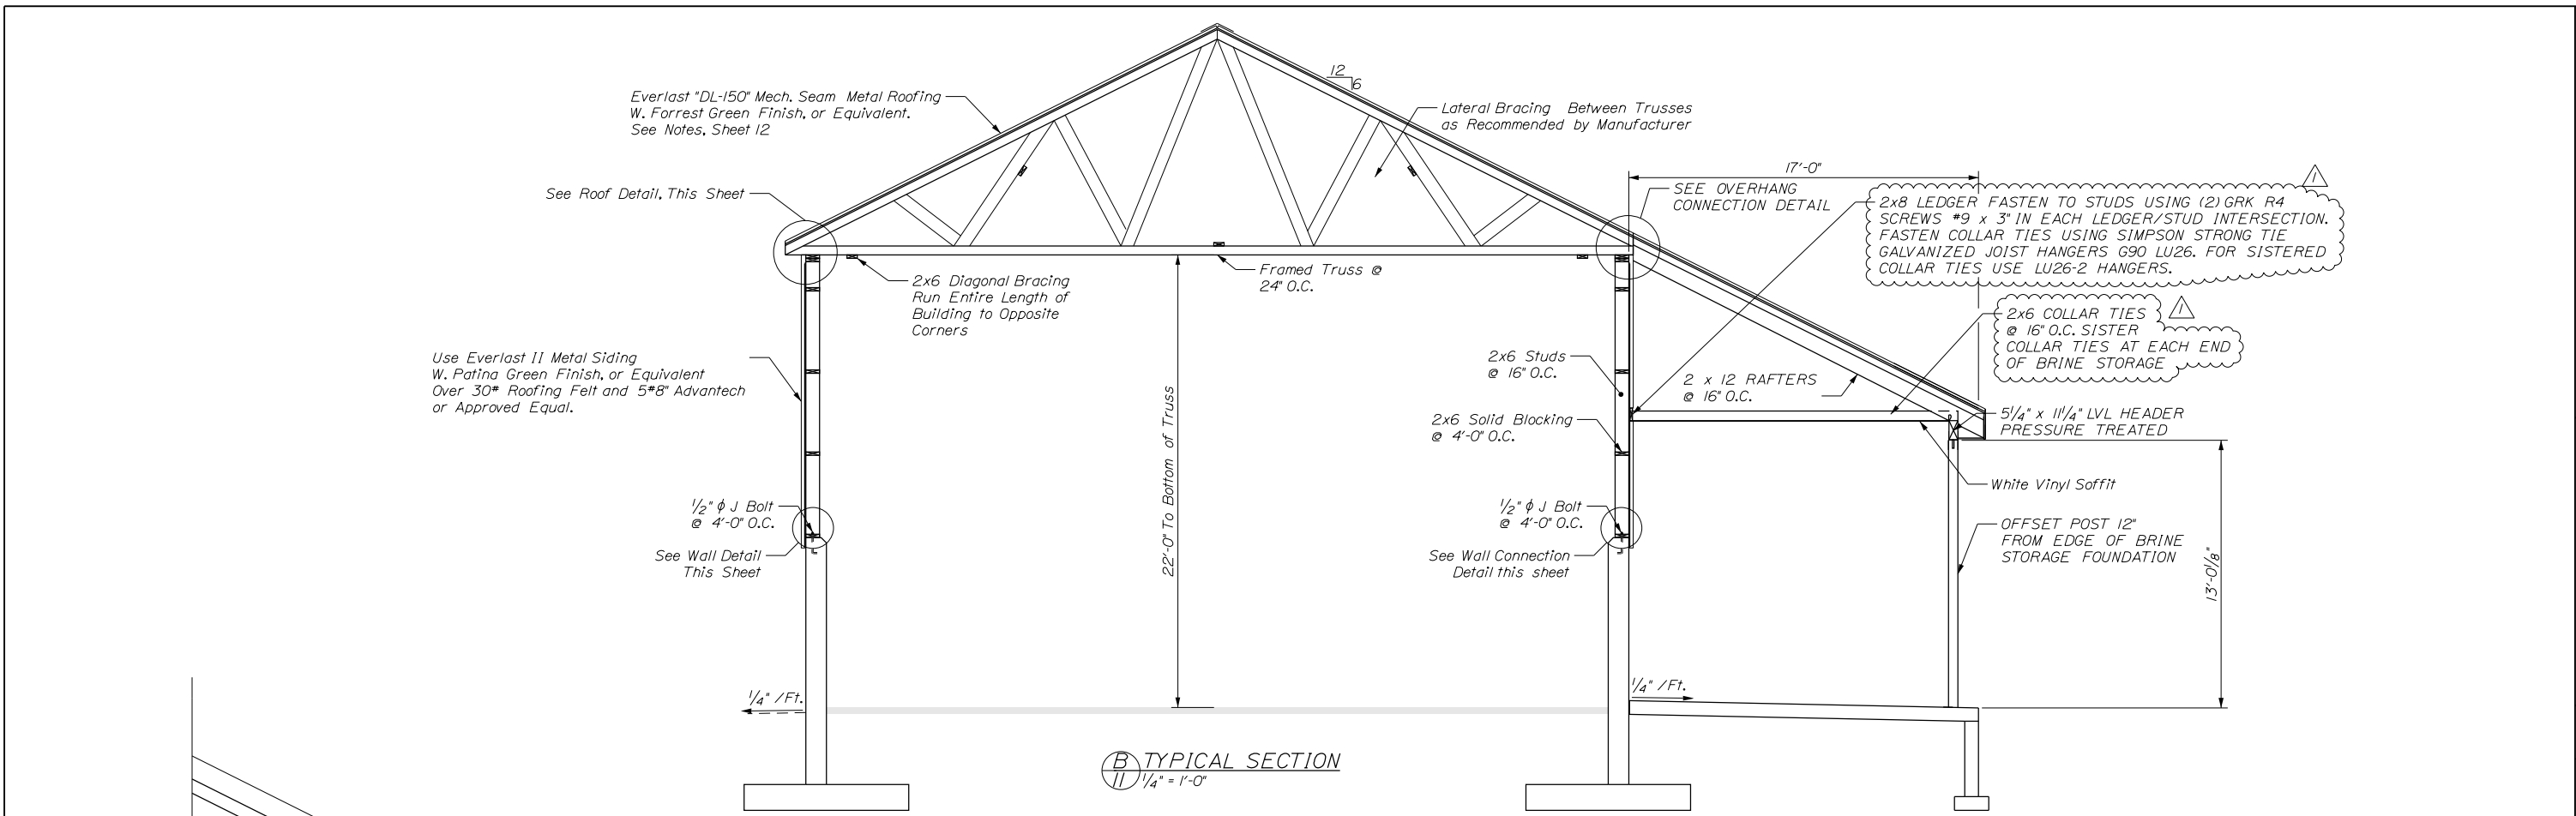 12
6
Everlast "DL-150" Mech. Seam Metal Roofing
W. Forrest Green Finish, or Equivalent.
See Notes, Sheet 12
Lateral Bracing Between Trusses
as Recommended by Manufacturer
17'-0"
1
See Roof Detail, This Sheet
SEE OVERHANG
CONNECTION DETAIL
2x8 LEDGER FASTEN TO STUDS USING (2) GRK R4
SCREWS #9 x 3" IN EACH LEDGER/STUD INTERSECTION.
FASTEN COLLAR TIES USING SIMPSON STRONG TIE
GALVANIZED JOIST HANGERS G90 LU26. FOR SISTERED
COLLAR TIES USE LU26-2 HANGERS.
2x6 Diagonal Bracing
Run Entire Length of
Building to Opposite
Corners
Framed Truss @
24" O.C.
1
2x6 COLLAR TIES
@ 16" O.C. SISTER
COLLAR TIES AT EACH END
OF BRINE STORAGE
Use Everlast II Metal Siding
W. Patina Green Finish, or Equivalent
Over 30# Roofing Felt and 5#8" Advantech
or Approved Equal.
2x6 Studs
@ 16" O.C.
2 x 12 RAFTERS
@ 16" O.C.
2x6 Solid Blocking
@ 4'-0" O.C.
5 1/4" x 11 1/4" LVL HEADER
PRESSURE TREATED
22'-0" To Bottom of Truss
White Vinyl Soffit
1/2" ϕ J Bolt
@ 4'-0" O.C.
1/2" ϕ J Bolt
@ 4'-0" O.C.
OFFSET POST 12"
FROM EDGE OF BRINE
STORAGE FOUNDATION
See Wall Detail
This Sheet
See Wall Connection
Detail this sheet
13'-0 1/8"
1/4" /Ft.
1/4" /Ft.
B
11
TYPICAL SECTION
1/4" = 1'-0"